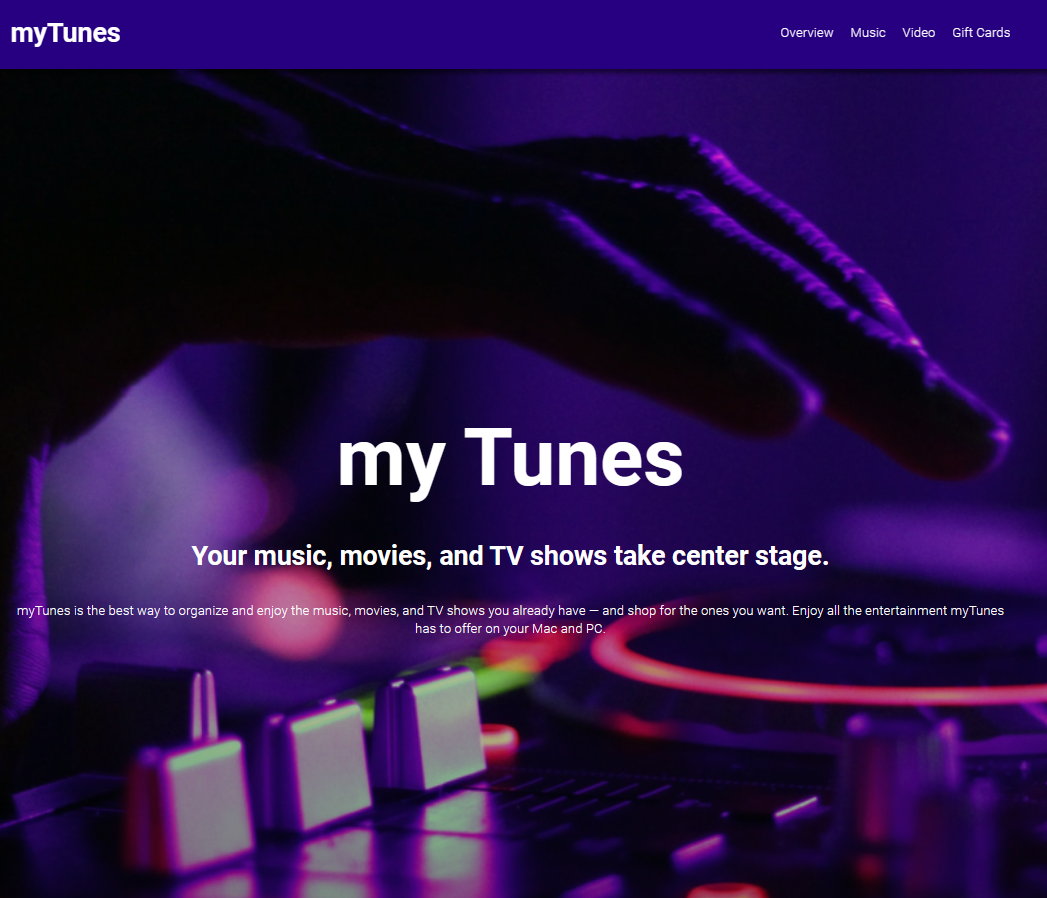 myTunes
Overview Music Video Gift Cards
my Tunes
Your music, movies, and TV shows take center stage.
myTunes is the best way to organize and enjoy the music, movies, and TV shows you already have — and shop for the ones you want. Enjoy all the entertainment myTunes
has to offer on your Mac and PC.